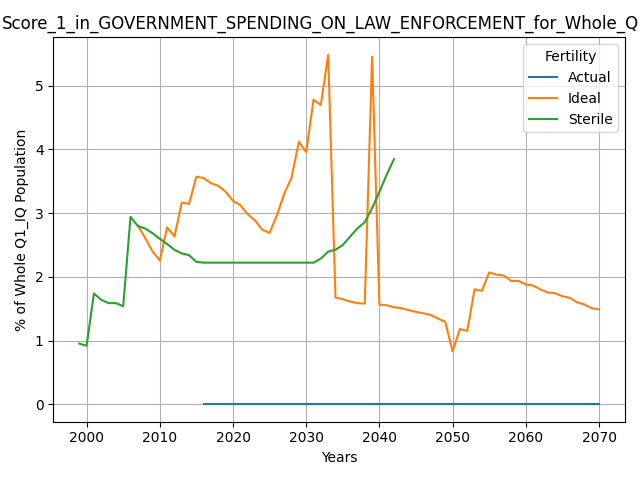 Score_1_in_GOVERNMENT_SPENDING_ON_LAW_ENFORCEMENT_for_Whole_Q
Fertility
Actual
Ideal
Sterile
% of Whole Q1_IQ Population
5
4
3
2
1
0
2000 2010 2020 2030 2040 2050 2060 2070
Years